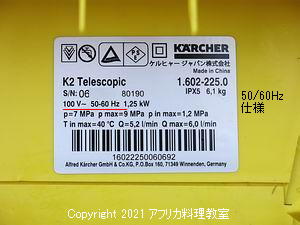 KÄRCHER
ケルヒャー ジャパン株式会社
Made in China
K2 Telescopic
1.602-225.0
S/N: 06 80190
IPX5 6,1 kg
100 V~ 50-60 Hz 1,25 kW
p=7 MPa p max=9 MPa p in max=1,2 MPa
T in max=40 °C Q=5,2 l/min Q max=6,0 l/min
16022250060692
Alfred Kärcher GmbH & Co.KG, P.O.Box 160, 71349 Winnenden, Germany
50/60Hz
仕様
Copyright 2021 アフリカ料理教室